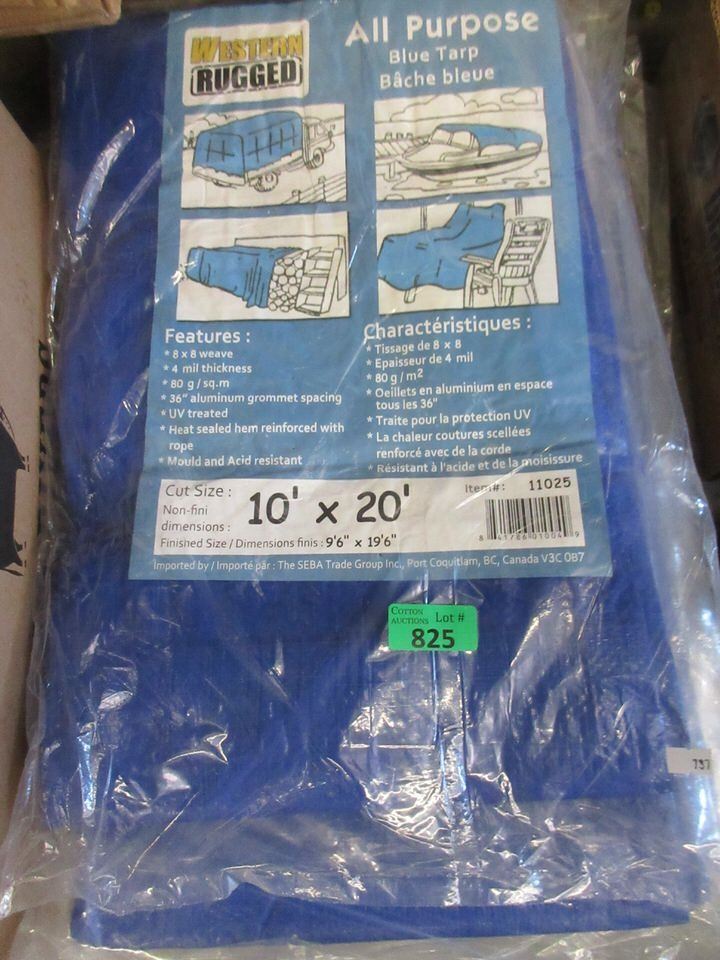 WESTERN
RUGGED
All Purpose
Blue Tarp
Bâche bleue
Features :
* 8 x 8 weave
* 4 mil thickness
* 80 g / sq.m
* 36" aluminum grommet spacing
* UV treated
* Heat sealed hem reinforced with
rope
* Mould and Acid resistant
Charactéristiques :
* Tissage de 8 x 8
* Epaisseur de 4 mil
* 80 g / m²
* Oeillets en aluminium en espace
tous les 36"
* Traite pour la protection UV
* La chaleur coutures scellées
renforcé avec de la corde
* Résistant à l'acide et de la moisissure
Cut Size :
Non-fini
dimensions :
10' x 20'
Finished Size / Dimensions finis : 9'6" x 19'6"
Item#: 11025
8 41786 01004 9
Imported by / Importé par : The SEBA Trade Group Inc., Port Coquitlam, BC, Canada V3C 0B7
COTTON
AUCTIONS
Lot #
825